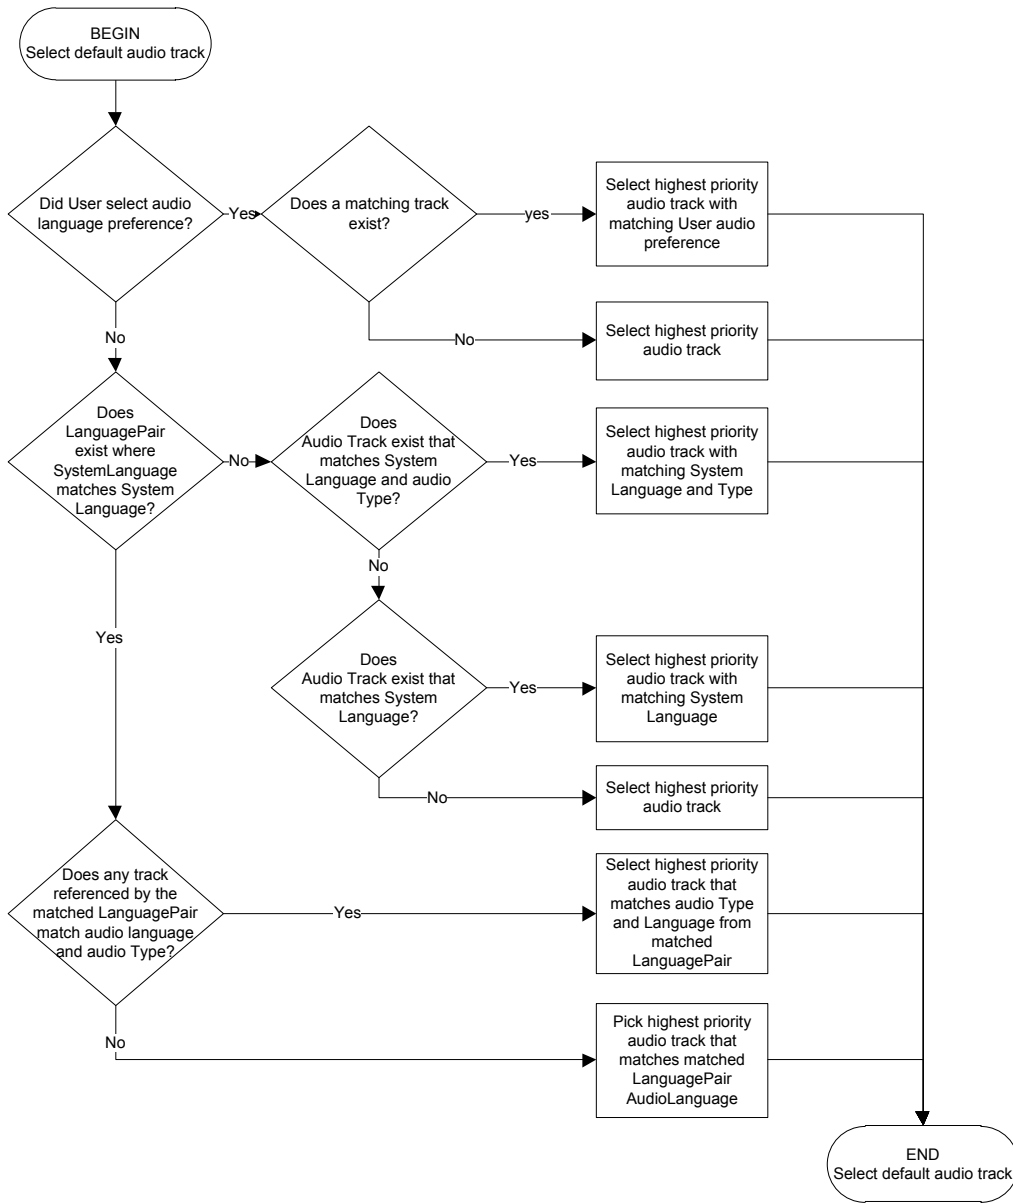 BEGIN
Select default audio track
Did User select audio
language preference?
Yes
Does a matching track
exist?
yes
Select highest priority
audio track with
matching User audio
preference
No
No
Select highest priority
audio track
Does
LanguagePair
exist where
SystemLanguage
matches System
Language?
No
Does
Audio Track exist that
matches System
Language and audio
Type?
Yes
Select highest priority
audio track with
matching System
Language and Type
No
Yes
Does
Audio Track exist that
matches System
Language?
Yes
Select highest priority
audio track with
matching System
Language
No
Select highest priority
audio track
Does any track
referenced by the
matched LanguagePair
match audio language
and audio Type?
Yes
Select highest priority
audio track that
matches audio Type
and Language from
matched
LanguagePair
No
Pick highest priority
audio track that
matches matched
LanguagePair
AudioLanguage
END
Select default audio track